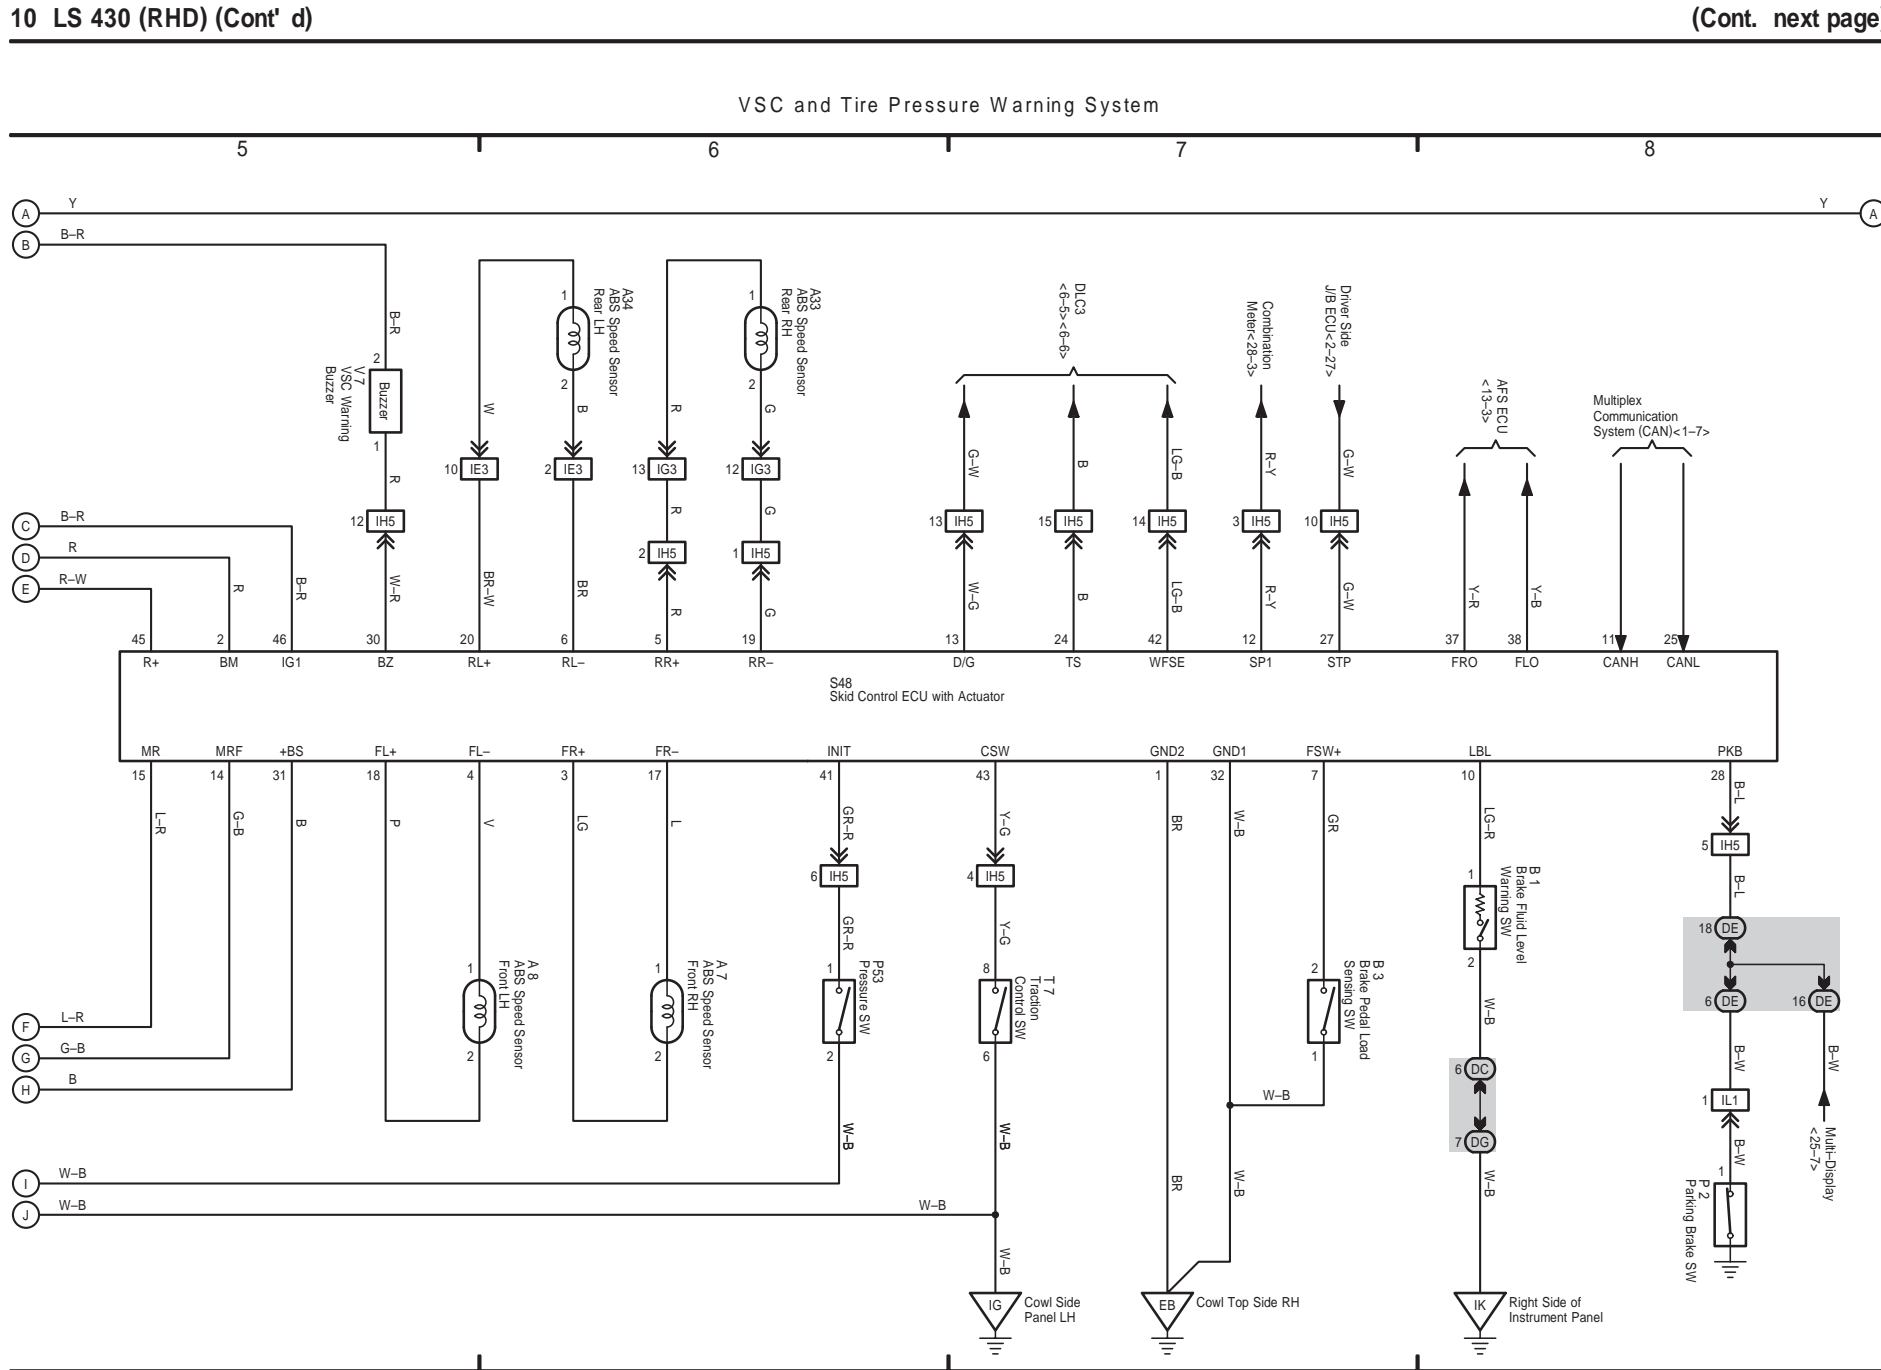 10 LS 430 (RHD) (Cont' d)
(Cont. next page)
VSC and Tire Pressure Warning System
5
6
7
8
A
Y
Y
A
B
B–R
B–R
2
Buzzer
V 7
VSC Warning
Buzzer
1
R
12
IH5
W–R
1
A34
ABS Speed Sensor
Rear LH
2
W
B
10
IE3
2
IE3
BR–W
BR
1
A33
ABS Speed Sensor
Rear RH
2
R
G
13
IG3
12
IG3
R
G
2
IH5
1
IH5
R
G
DLC3
<6–5><6–6>
G–W
B
LG–B
13
IH5
15
IH5
14
IH5
W–G
B
LG–B
Combination
Meter<28–3>
R–Y
3
IH5
R–Y
Driver Side
J/B ECU<2–27>
G–W
10
IH5
G–W
AFS ECU
<13–3>
Y–R
Y–B
Multiplex
Communication
System (CAN)<1–7>
C
B–R
D
R
E
R–W
R
B–R
45
2
46
30
20
6
5
19
13
24
42
12
27
37
38
11
25
R+
BM
IG1
BZ
RL+
RL–
RR+
RR–
D/G
TS
WFSE
SP1
STP
FRO
FLO
CANH
CANL
S48
Skid Control ECU with Actuator
MR
MRF
+BS
FL+
FL–
FR+
FR–
INIT
CSW
GND2
GND1
FSW+
LBL
PKB
15
14
31
18
4
3
17
41
43
1
32
7
10
28
L–R
G–B
B
P
V
LG
L
GR–R
Y–G
BR
W–B
GR
LG–R
B–L
6
IH5
4
IH5
5
IH5
GR–R
Y–G
B–L
1
A 8
ABS Speed Sensor
Front LH
2
1
A 7
ABS Speed Sensor
Front RH
2
1
P53
Pressure SW
2
8
T 7
Traction
Control SW
6
2
B 3
Brake Pedal Load
Sensing SW
1
1
B 1
Brake Fluid Level
Warning SW
2
W–B
6
DC
7
DG
W–B
18
DE
6
DE
16
DE
B–W
B–W
1
IL1
B–W
Multi–Display
<25–7>
1
P 2
Parking Brake SW
F
L–R
G
G–B
H
B
W–B
W–B
W–B
I
W–B
J
W–B
W–B
BR
W–B
W–B
IG
Cowl Side
Panel LH
EB
Cowl Top Side RH
IK
Right Side of
Instrument Panel